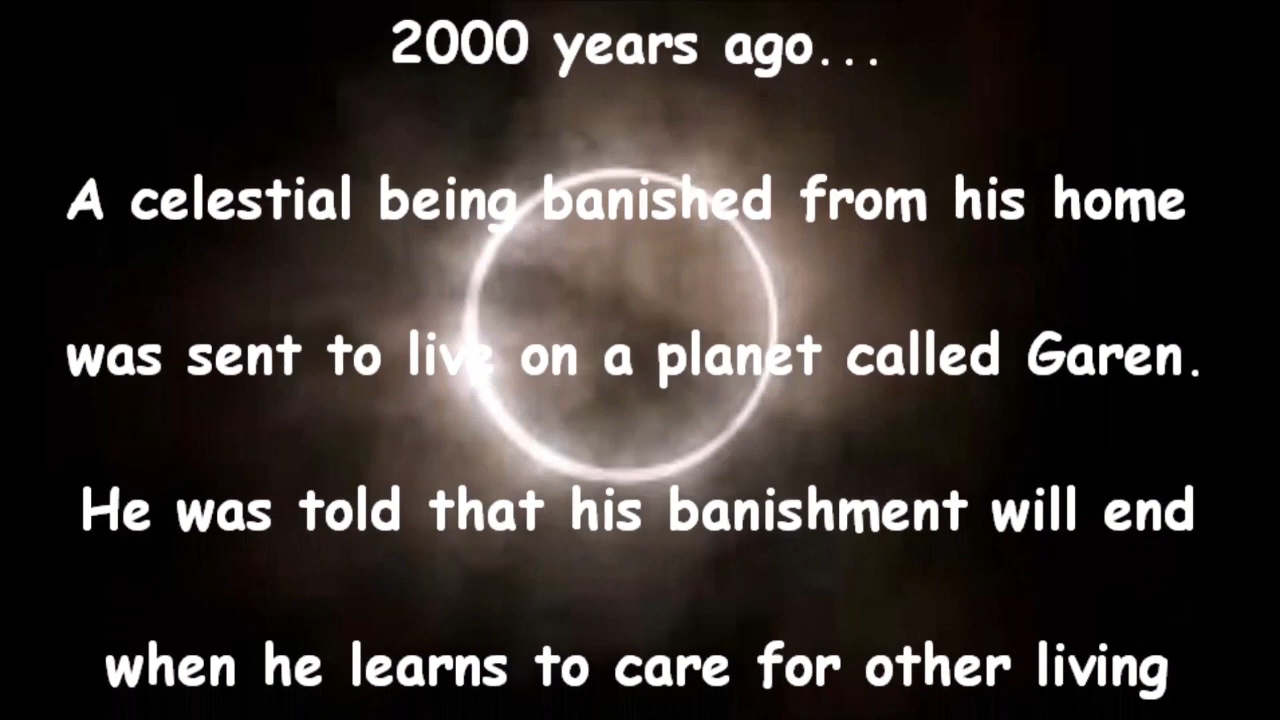 2000 years ago...
A celestial being banished from his home
was sent to live on a planet called Garen.
He was told that his banishment will end
when he learns to care for other living